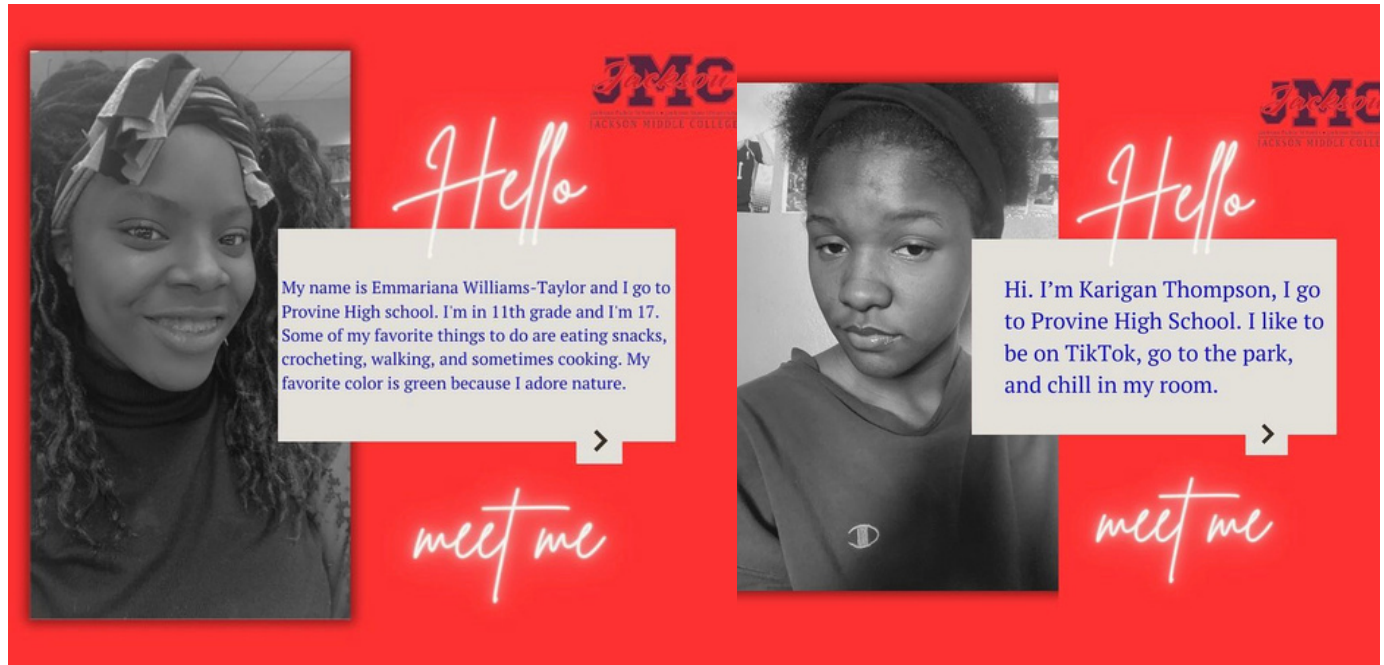 Jackson
JMC
JACKSON MIDDLE COLLEGE
Hello
My name is Emmariana Williams-Taylor and I go to
Provine High school. I'm in 11th grade and I'm 17.
Some of my favorite things to do are eating snacks,
crocheting, walking, and sometimes cooking. My
favorite color is green because I adore nature.
meet me
Jackson
JMC
JACKSON MIDDLE COLLEG
Hello
Hi. I’m Karigan Thompson, I go
to Provine High School. I like to
be on TikTok, go to the park,
and chill in my room.
meet me